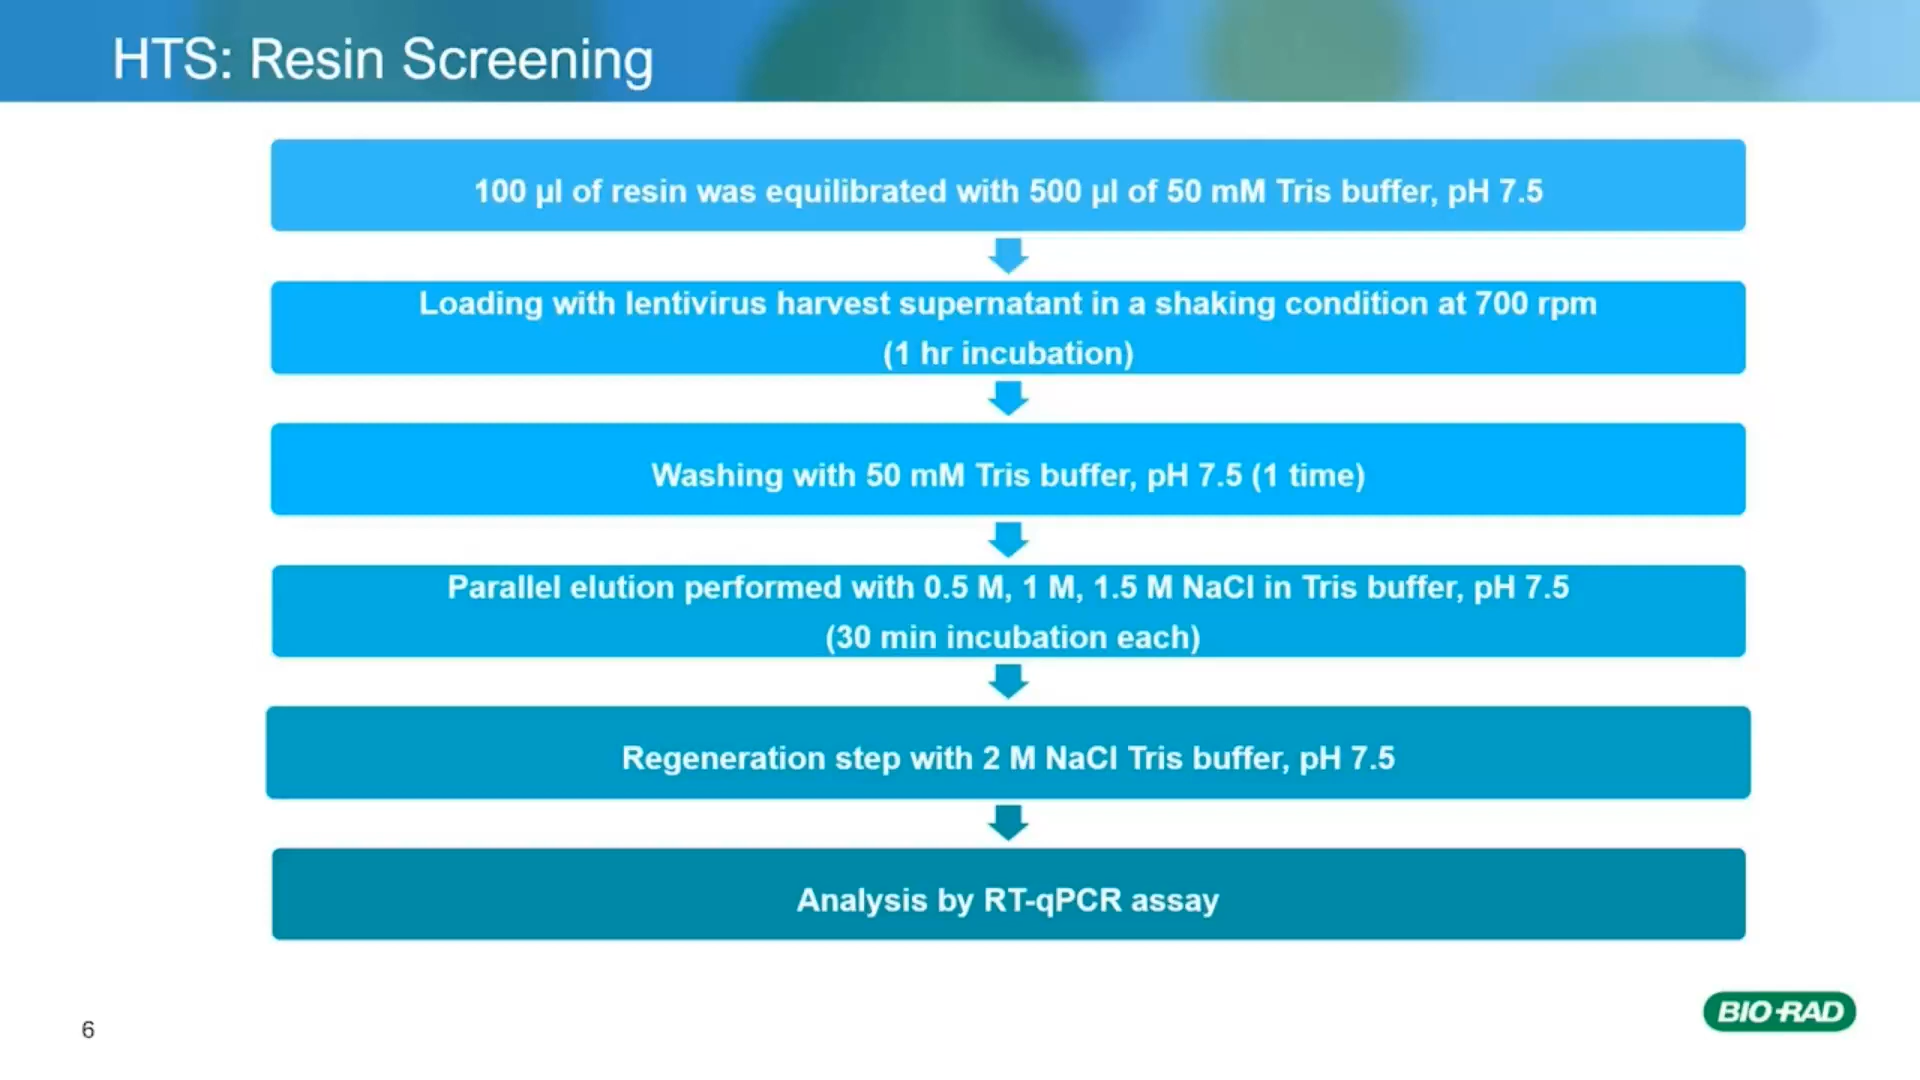 HTS: Resin Screening
100 µl of resin was equilibrated with 500 µl of 50 mM Tris buffer, pH 7.5
Loading with lentivirus harvest supernatant in a shaking condition at 700 rpm
(1 hr incubation)
Washing with 50 mM Tris buffer, pH 7.5 (1 time)
Parallel elution performed with 0.5 M, 1 M, 1.5 M NaCl in Tris buffer, pH 7.5
(30 min incubation each)
Regeneration step with 2 M NaCl Tris buffer, pH 7.5
Analysis by RT-qPCR assay
6
BIO-RAD